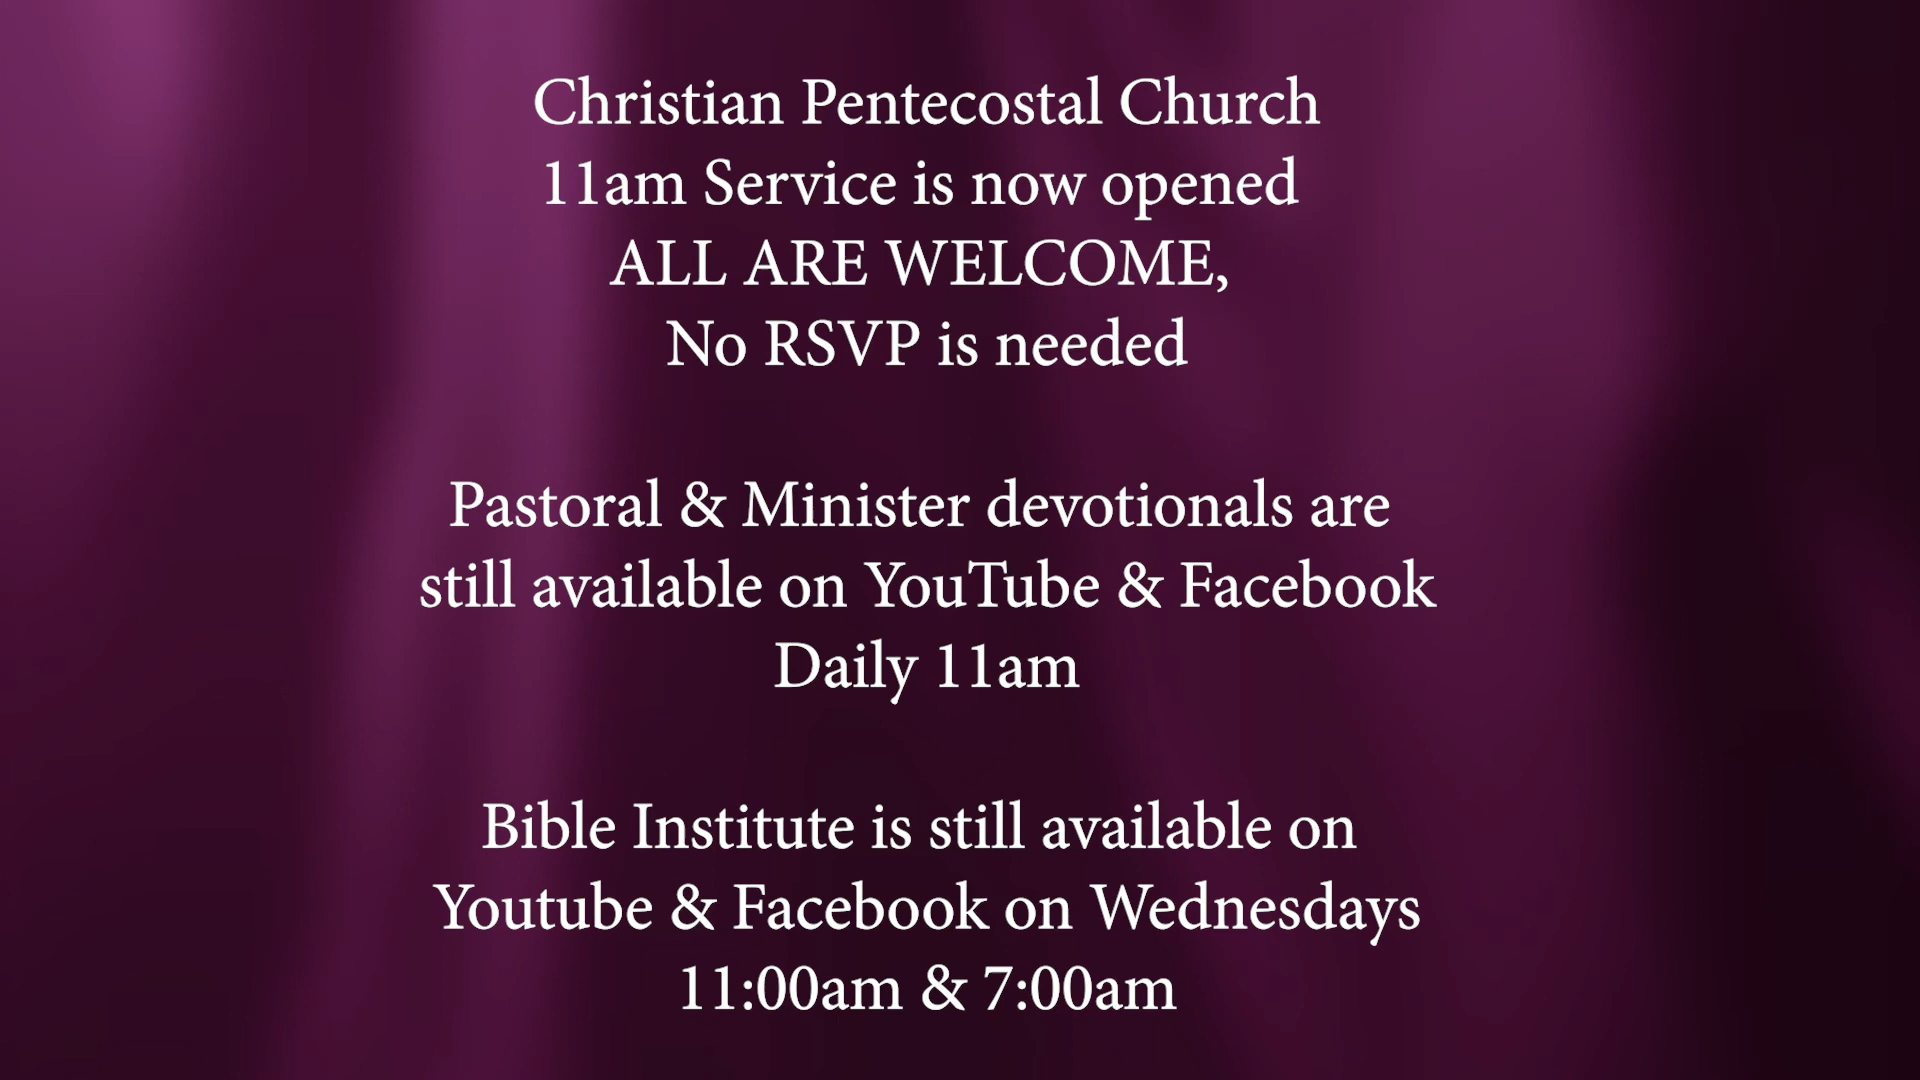 Christian Pentecostal Church
11am Service is now opened
ALL ARE WELCOME,
No RSVP is needed
Pastoral & Minister devotionals are
still available on YouTube & Facebook
Daily 11am
Bible Institute is still available on
Youtube & Facebook on Wednesdays
11:00am & 7:00am